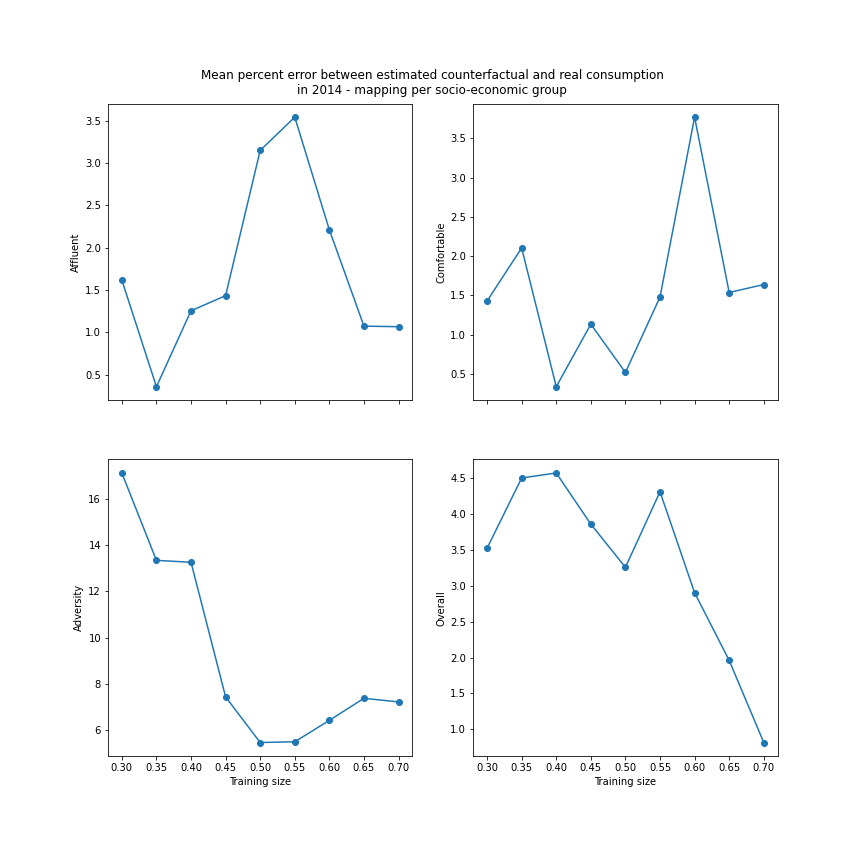 Mean percent error between estimated counterfactual and real consumption
in 2014 - mapping per socio-economic group
3.5
3.0
2.5
2.0
1.5
1.0
0.5
Affluent
3.5
3.0
2.5
2.0
1.5
1.0
0.5
Comfortable
16
14
12
10
8
6
Adversity
0.30 0.35 0.40 0.45 0.50 0.55 0.60 0.65 0.70
Training size
4.5
4.0
3.5
3.0
2.5
2.0
1.5
1.0
Overall
0.30 0.35 0.40 0.45 0.50 0.55 0.60 0.65 0.70
Training size